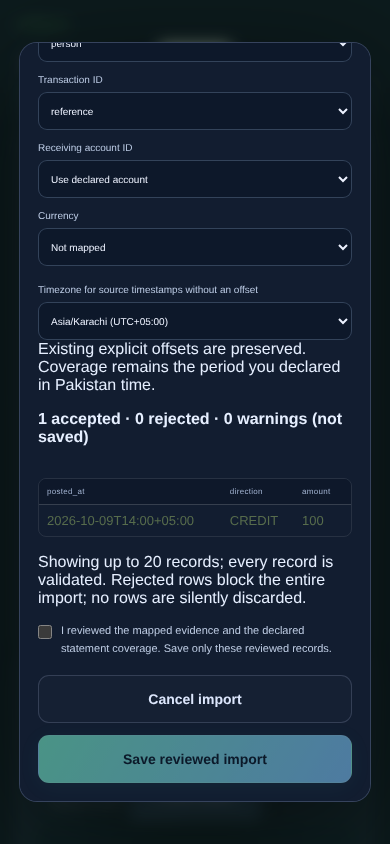 person
Transaction ID
reference
Receiving account ID
Use declared account
Currency
Not mapped
Timezone for source timestamps without an offset
Asia/Karachi (UTC+05:00)
Existing explicit offsets are preserved.
Coverage remains the period you declared
in Pakistan time.
1 accepted · 0 rejected · 0 warnings (not
saved)
posted_at direction amount
2026-10-09T14:00+05:00 CREDIT 100
Showing up to 20 records; every record is
validated. Rejected rows block the entire
import; no rows are silently discarded.
I reviewed the mapped evidence and the declared
statement coverage. Save only these reviewed records.
Cancel import
Save reviewed import